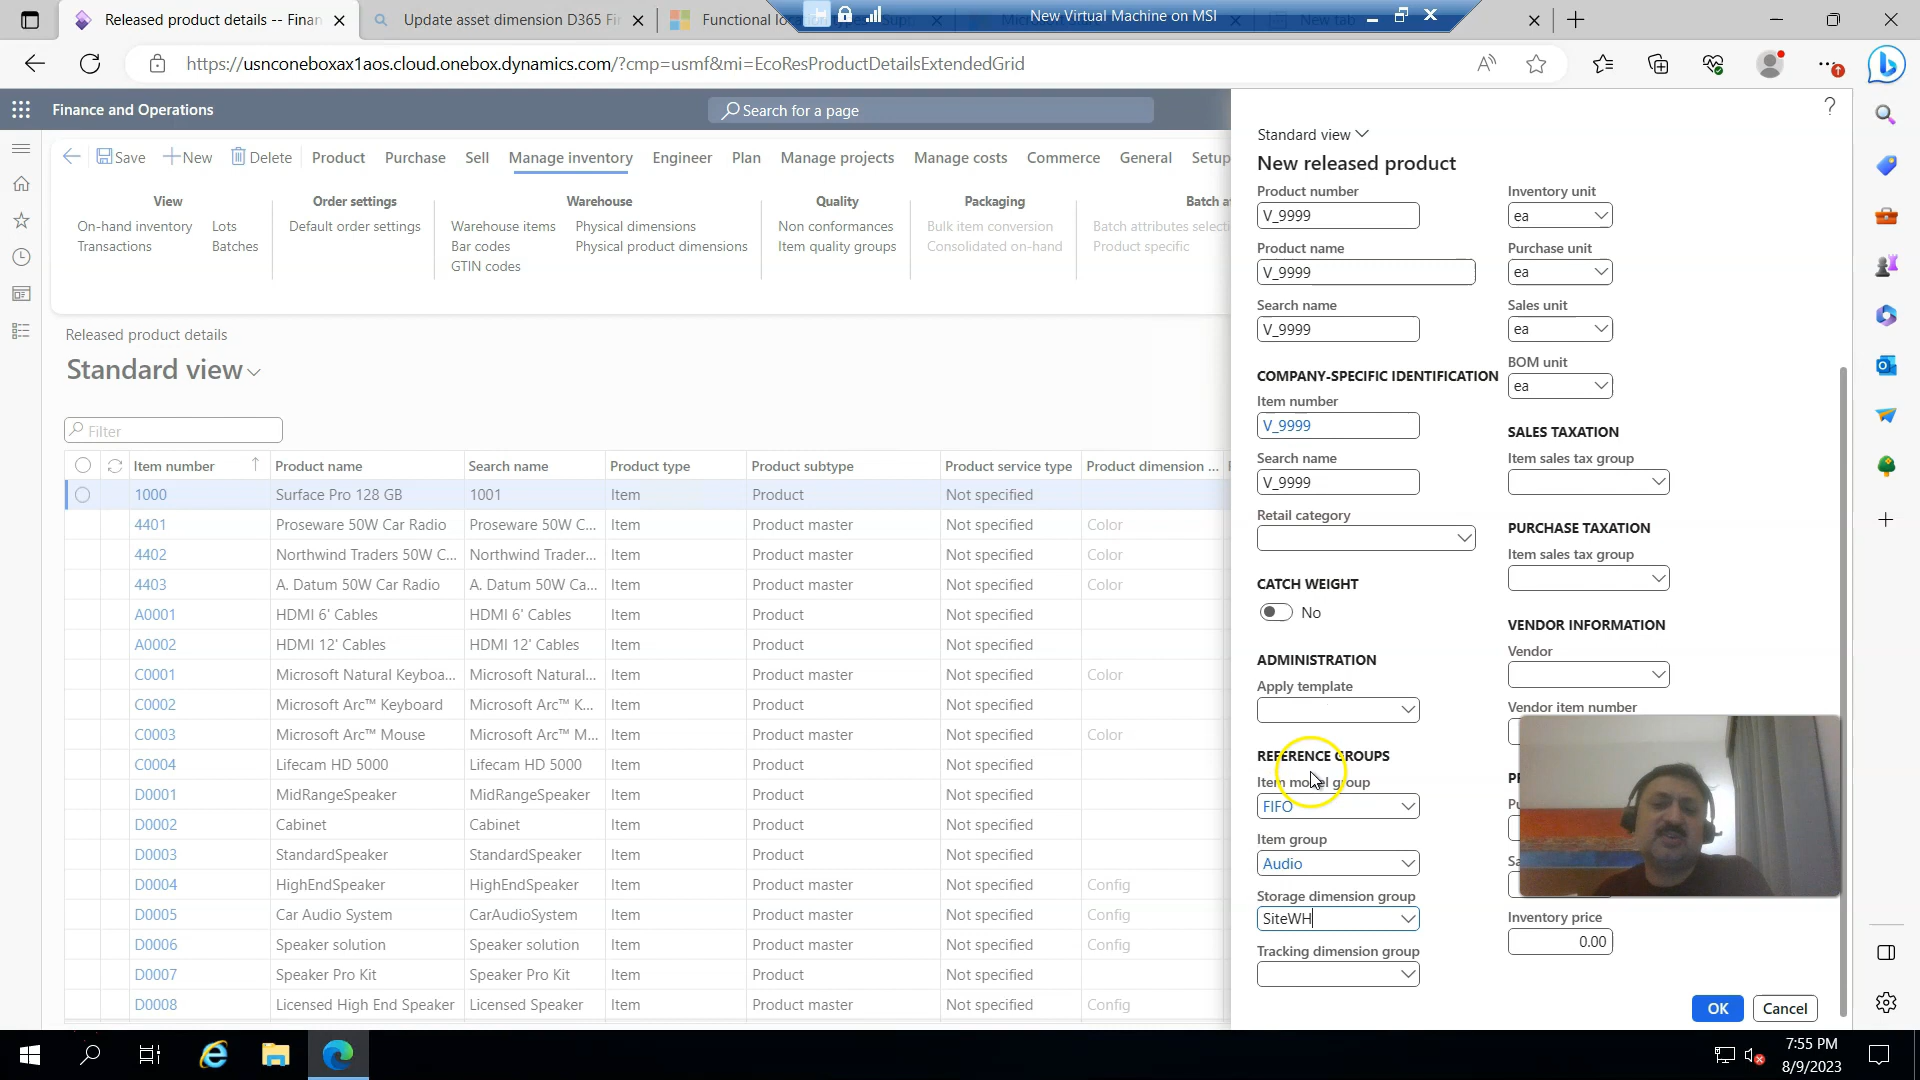 Released product details -- Finan
Update asset dimension D365 Fi
Functional lo
New Virtual Machine on MSI
New tab
https://usnconeboxax1aos.cloud.onebox.dynamics.com/?cmp=usmf&mi=EcoResProductDetailsExtendedGrid
Finance and Operations
Search for a page
?
Save
New
Delete
Product
Purchase
Sell
Manage inventory
Engineer
Plan
Manage projects
Manage costs
Commerce
General
Setup
View
On-hand inventory
Lots
Transactions
Batches
Order settings
Default order settings
Warehouse
Warehouse items
Physical dimensions
Bar codes
Physical product dimensions
GTIN codes
Quality
Non conformances
Item quality groups
Packaging
Bulk item conversion
Consolidated on-hand
Batch a
Batch attributes selecti
Product specific
Released product details
Standard view
Filter
Item number Product name Search name Product type Product subtype Product service type Product dimension ...
1000 Surface Pro 128 GB 1001 Item Product Not specified
4401 Proseware 50W Car Radio Proseware 50W C... Item Product master Not specified Color
4402 Northwind Traders 50W C... Northwind Trader... Item Product master Not specified Color
4403 A. Datum 50W Car Radio A. Datum 50W Ca... Item Product master Not specified Color
A0001 HDMI 6' Cables HDMI 6' Cables Item Product Not specified
A0002 HDMI 12' Cables HDMI 12' Cables Item Product Not specified
C0001 Microsoft Natural Keyboa... Microsoft Natural... Item Product master Not specified Color
C0002 Microsoft Arc™ Keyboard Microsoft Arc™ K... Item Product Not specified
C0003 Microsoft Arc™ Mouse Microsoft Arc™ M... Item Product master Not specified Color
C0004 Lifecam HD 5000 Lifecam HD 5000 Item Product Not specified
D0001 MidRangeSpeaker MidRangeSpeaker Item Product Not specified
D0002 Cabinet Cabinet Item Product Not specified
D0003 StandardSpeaker StandardSpeaker Item Product Not specified
D0004 HighEndSpeaker HighEndSpeaker Item Product master Not specified Config
D0005 Car Audio System CarAudioSystem Item Product master Not specified Config
D0006 Speaker solution Speaker solution Item Product master Not specified Config
D0007 Speaker Pro Kit Speaker Pro Kit Item Product Not specified
D0008 Licensed High End Speaker Licensed Speaker Item Product master Not specified Config
Standard view
New released product
Product number
V_9999
Product name
V_9999
Search name
V_9999
COMPANY-SPECIFIC IDENTIFICATION
Item number
V_9999
Search name
V_9999
Retail category
CATCH WEIGHT
No
ADMINISTRATION
Apply template
REFERENCE GROUPS
Item model group
FIFO
Item group
Audio
Storage dimension group
SiteWH
Tracking dimension group
Inventory unit
ea
Purchase unit
ea
Sales unit
ea
BOM unit
ea
SALES TAXATION
Item sales tax group
PURCHASE TAXATION
Item sales tax group
VENDOR INFORMATION
Vendor
Vendor item number
Inventory price
0.00
OK
Cancel
7:55 PM
8/9/2023